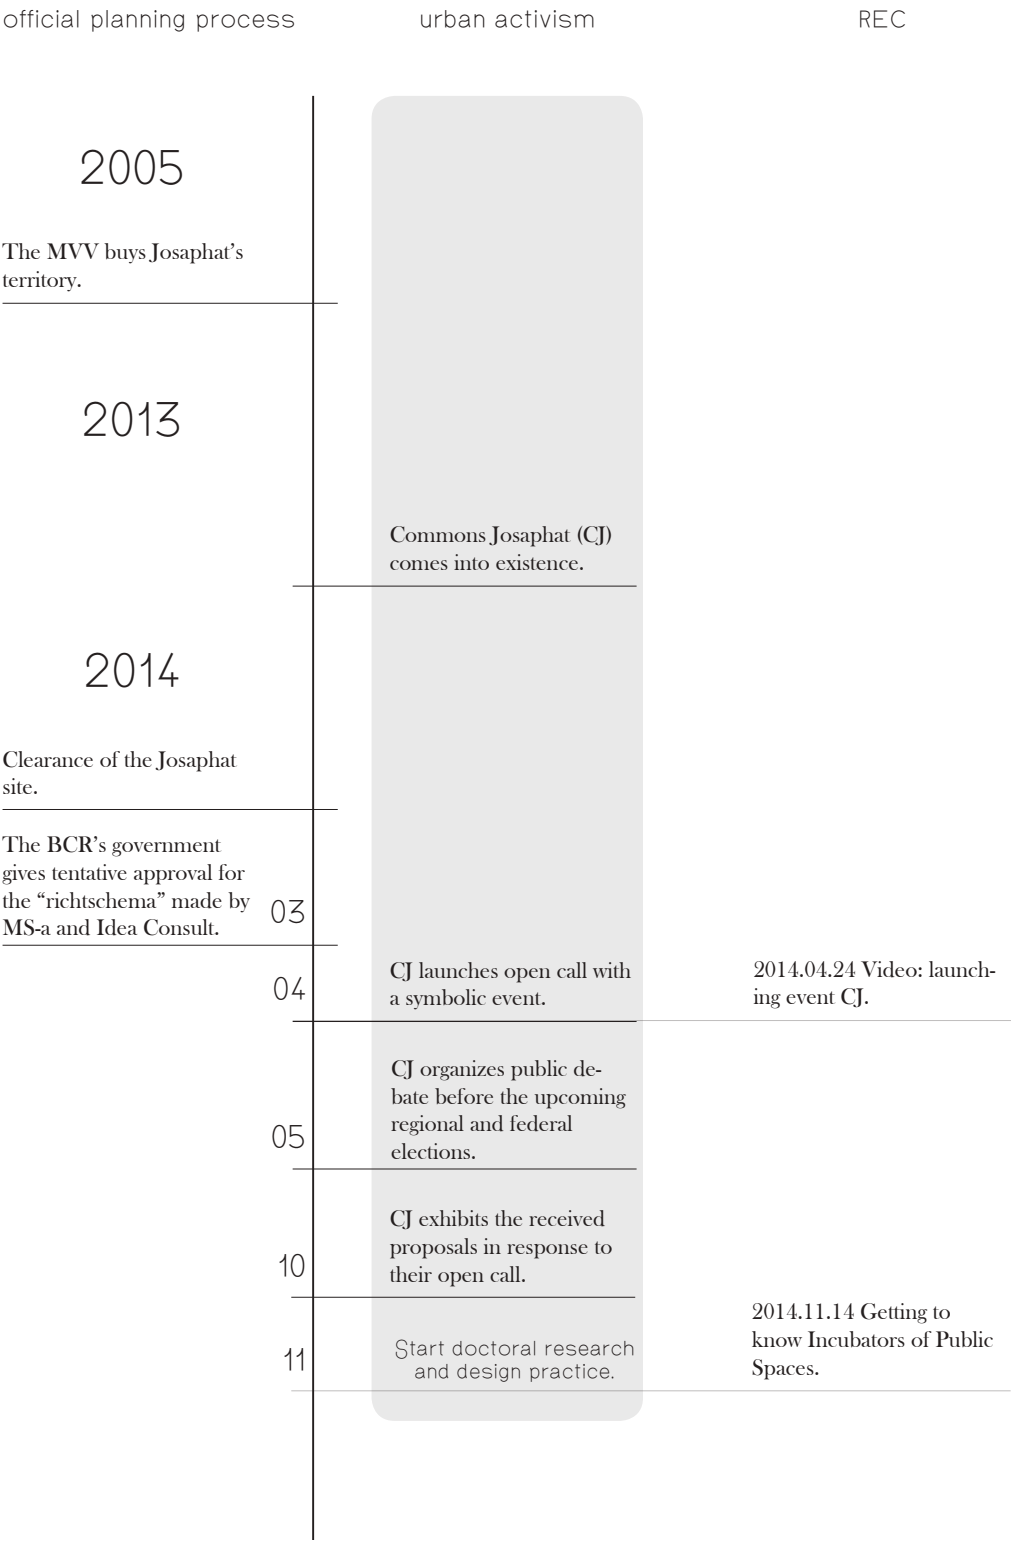 official planning process
urban activism
REC
2005
The MVV buys Josaphat’s
territory.
2013
Commons Josaphat (CJ)
comes into existence.
2014
Clearance of the Josaphat
site.
The BCR’s government
gives tentative approval for
the “richtschema” made by
MS-a and Idea Consult.
03
04
CJ launches open call with
a symbolic event.
2014.04.24 Video: launch-
ing event CJ.
CJ organizes public de-
bate before the upcoming
regional and federal
elections.
05
CJ exhibits the received
proposals in response to
their open call.
10
2014.11.14 Getting to
know Incubators of Public
Spaces.
11
Start doctoral research
and design practice.